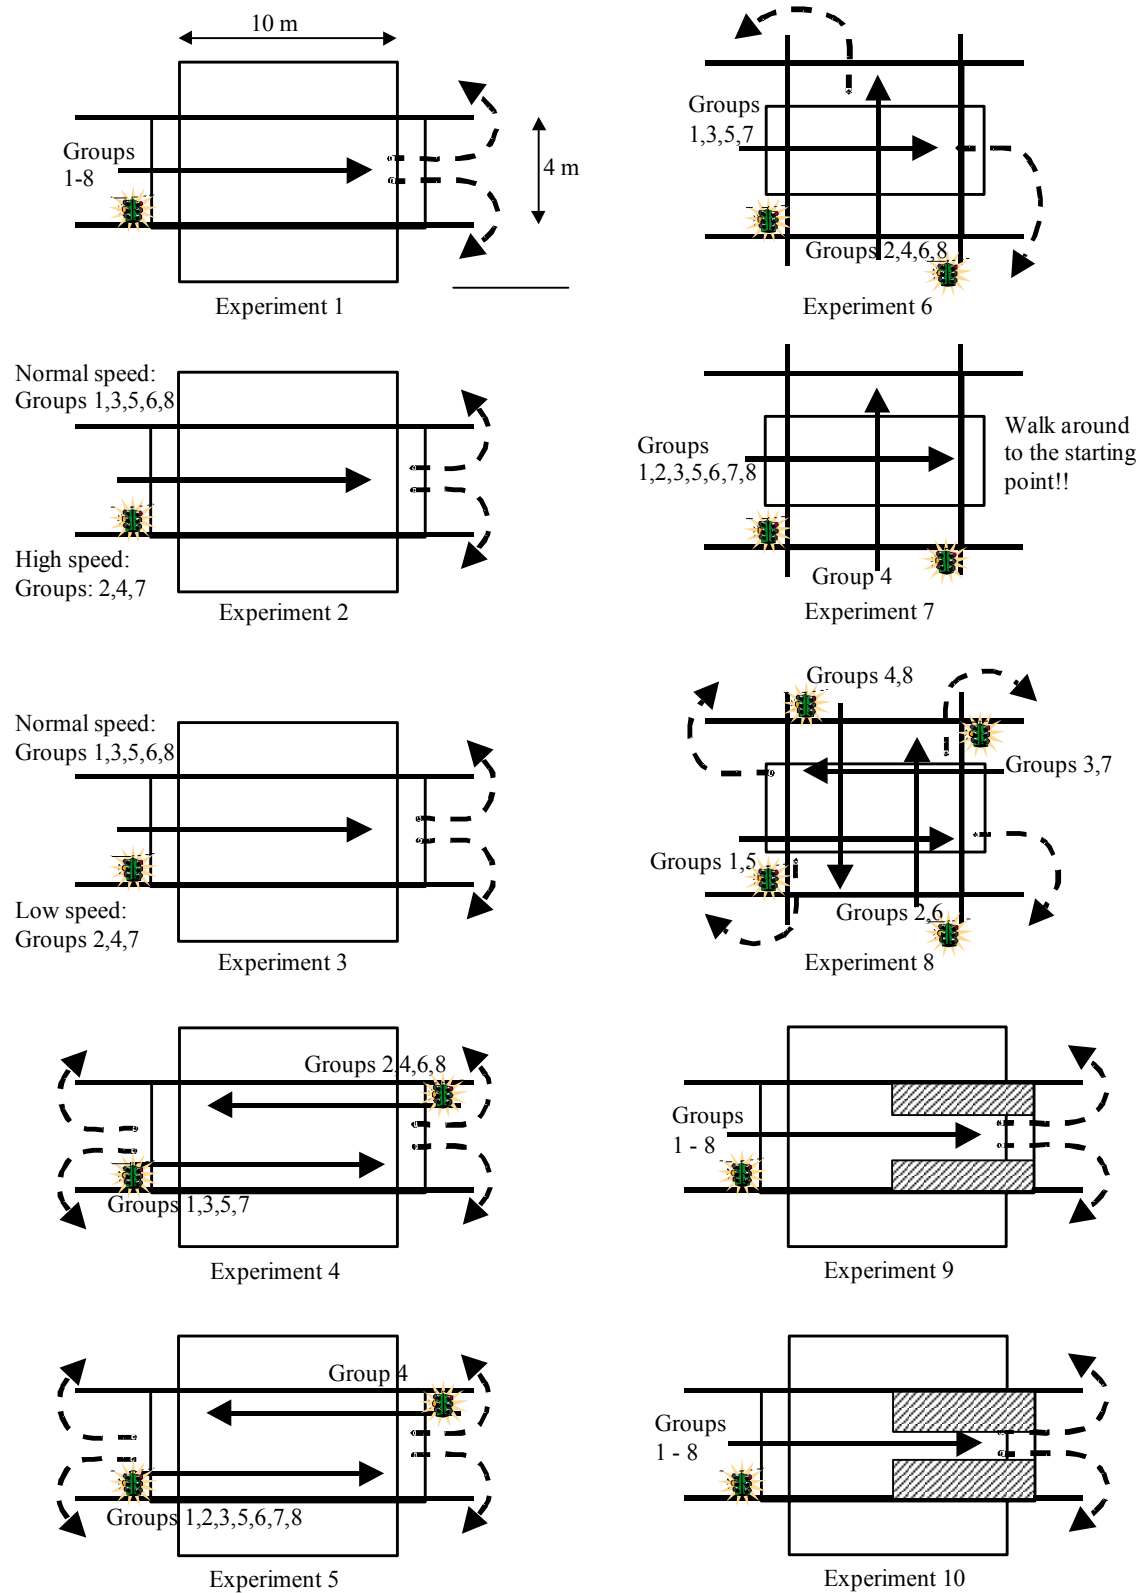 10 m
Groups
1-8
4 m
Experiment 1
Normal speed:
Groups 1,3,5,6,8
High speed:
Groups: 2,4,7
Experiment 2
Normal speed:
Groups 1,3,5,6,8
Low speed:
Groups 2,4,7
Experiment 3
Groups 2,4,6,8
Groups 1,3,5,7
Experiment 4
Group 4
Groups 1,2,3,5,6,7,8
Experiment 5
Groups
1,3,5,7
Groups 2,4,6,8
Experiment 6
Groups
1,2,3,5,6,7,8
Walk around
to the starting
point!!
Group 4
Experiment 7
Groups 4,8
Groups 3,7
Groups 1,5
Groups 2,6
Experiment 8
Groups
1 - 8
Experiment 9
Groups
1 - 8
Experiment 10